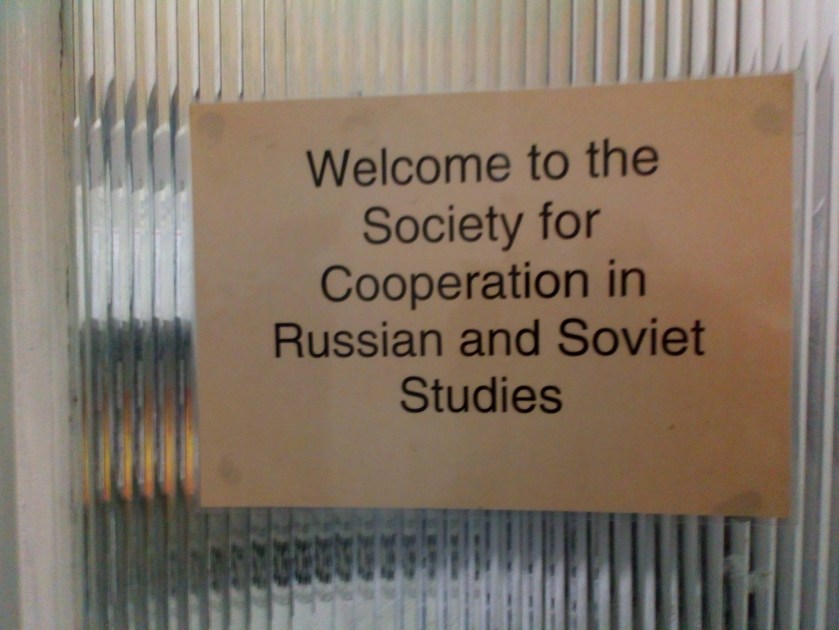 Welcome to the
Society for
Cooperation in
Russian and Soviet
Studies